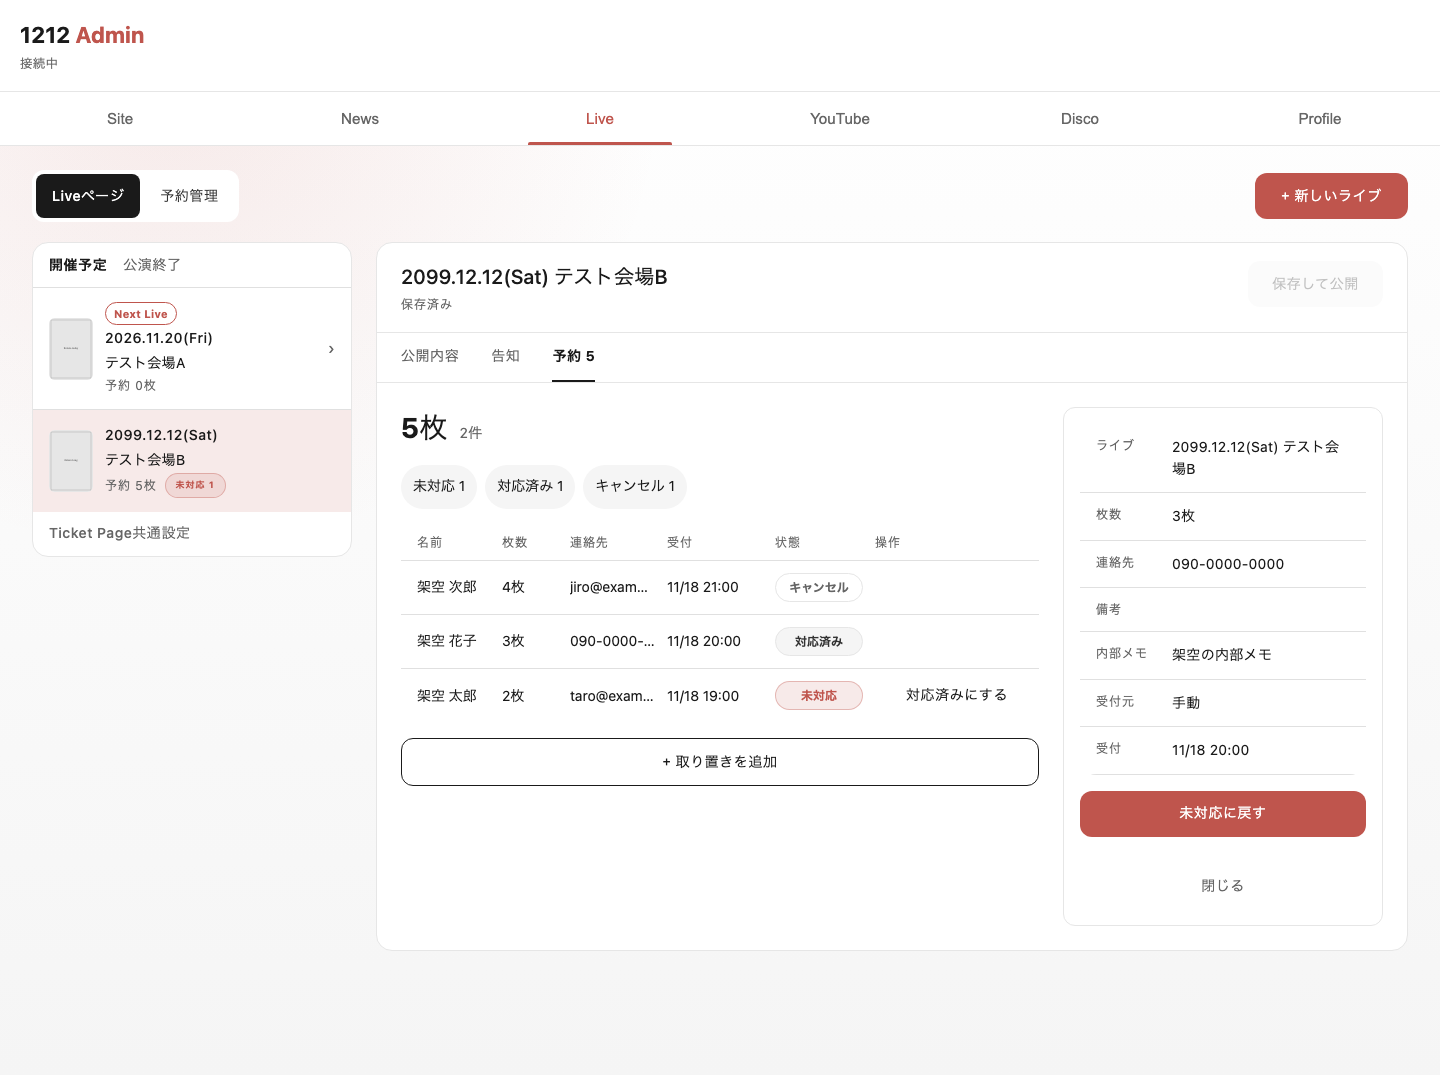 1212 Admin
接続中
Site
News
Live
YouTube
Disco
Profile
Liveページ
予約管理
+ 新しいライブ
開催予定
公演終了
Next Live
2026.11.20(Fri)
テスト会場A
予約 0枚
›
2099.12.12(Sat)
テスト会場B
予約 5枚
未対応 1
Ticket Page共通設定
2099.12.12(Sat) テスト会場B
保存済み
保存して公開
公開内容
告知
予約 5
5枚 2件
未対応 1
対応済み 1
キャンセル 1
名前 枚数 連絡先 受付 状態 操作
架空 次郎 4枚 jiro@exam... 11/18 21:00 キャンセル
架空 花子 3枚 090-0000-... 11/18 20:00 対応済み
架空 太郎 2枚 taro@exam... 11/18 19:00 未対応 対応済みにする
+ 取り置きを追加
ライブ 2099.12.12(Sat) テスト会
場B
枚数 3枚
連絡先 090-0000-0000
備考
内部メモ 架空の内部メモ
受付元 手動
受付 11/18 20:00
未対応に戻す
閉じる